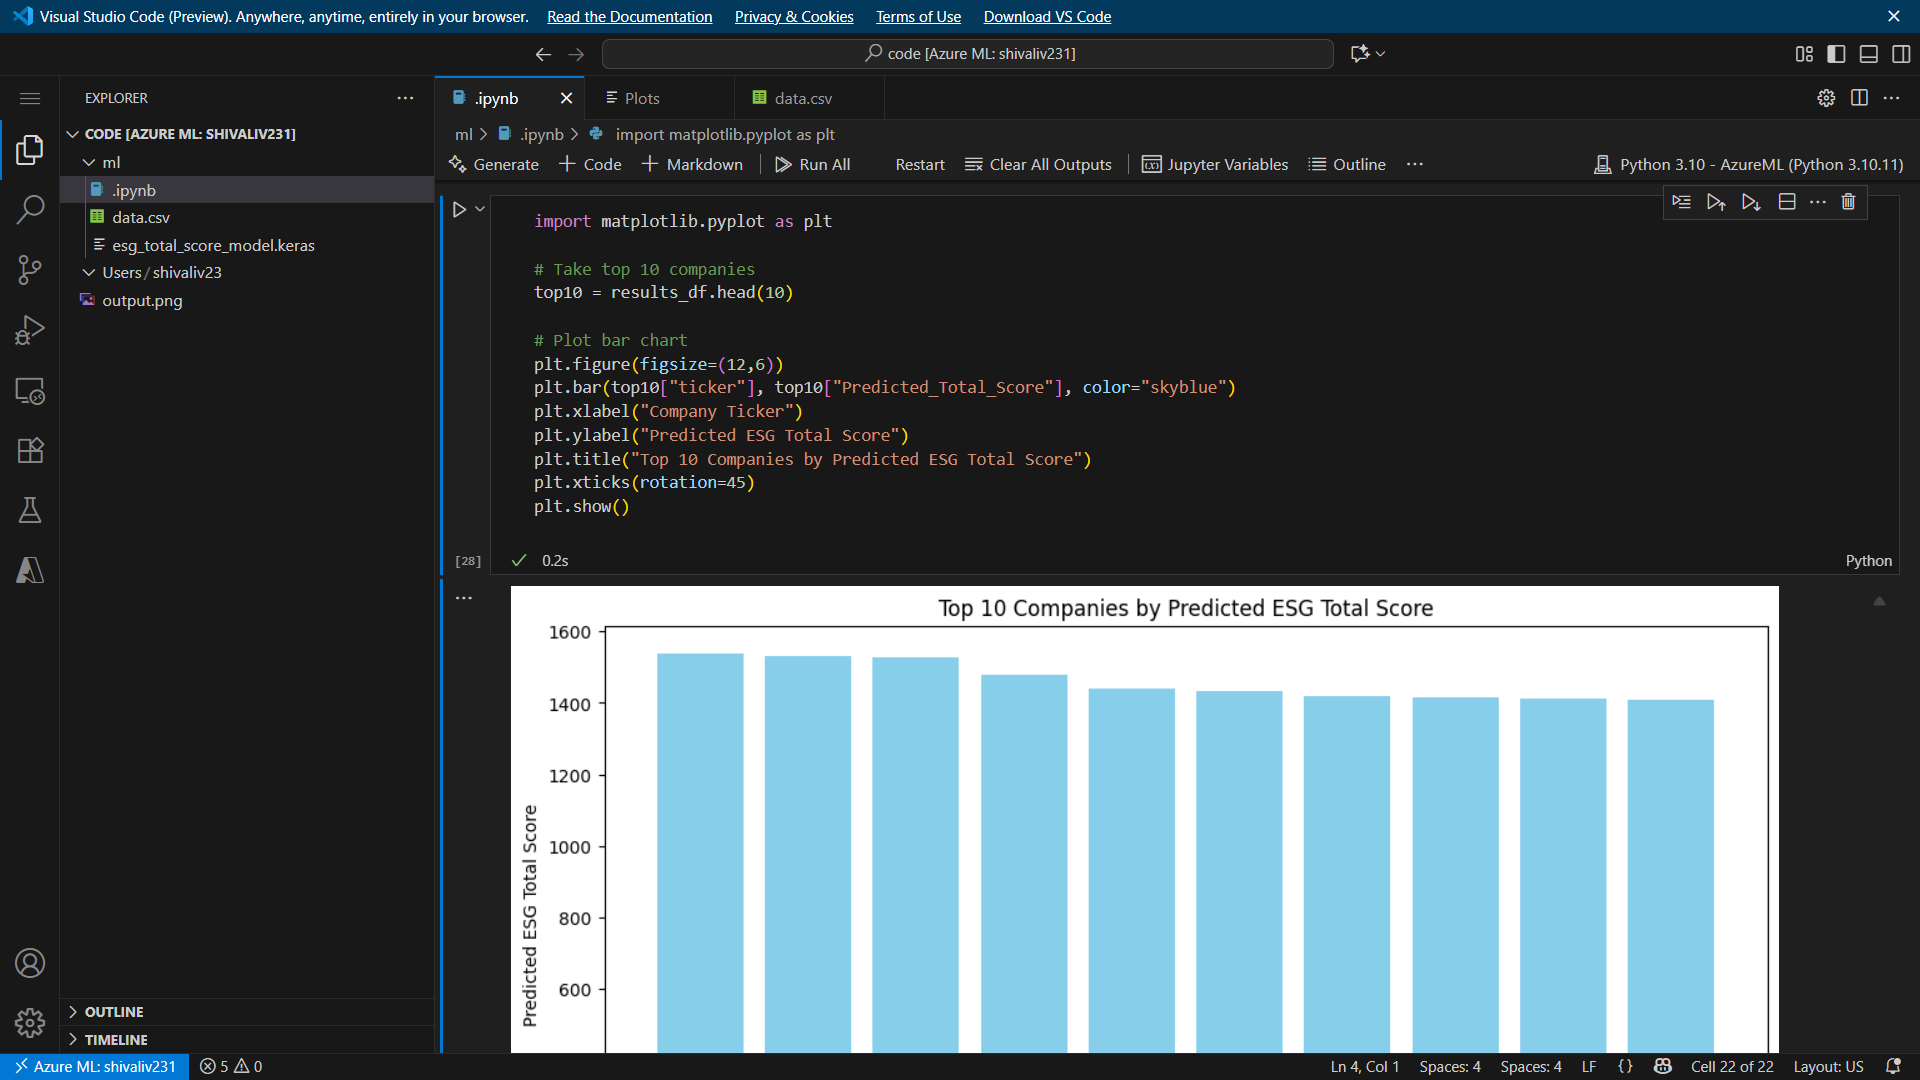 Visual Studio Code (Preview). Anywhere, anytime, entirely in your browser. Read the Documentation Privacy & Cookies Terms of Use Download VS Code
code [Azure ML: shivaliv231]
EXPLORER
CODE [AZURE ML: SHIVALIV231]
ml
.ipynb
data.csv
esg_total_score_model.keras
Users/shivaliv23
output.png
OUTLINE
TIMELINE
.ipynb Plots data.csv
ml > .ipynb > import matplotlib.pyplot as plt
Generate + Code + Markdown Run All Restart Clear All Outputs Jupyter Variables Outline ... Python 3.10 - AzureML (Python 3.10.11)
import matplotlib.pyplot as plt
# Take top 10 companies
top10 = results_df.head(10)
# Plot bar chart
plt.figure(figsize=(12,6))
plt.bar(top10["ticker"], top10["Predicted_Total_Score"], color="skyblue")
plt.xlabel("Company Ticker")
plt.ylabel("Predicted ESG Total Score")
plt.title("Top 10 Companies by Predicted ESG Total Score")
plt.xticks(rotation=45)
plt.show()
[28] 0.2s Python
Top 10 Companies by Predicted ESG Total Score
1600
1400
1200
1000
800
600
Predicted ESG Total Score
Azure ML: shivaliv231 5 0 Ln 4, Col 1 Spaces: 4 Spaces: 4 LF {} Cell 22 of 22 Layout: US